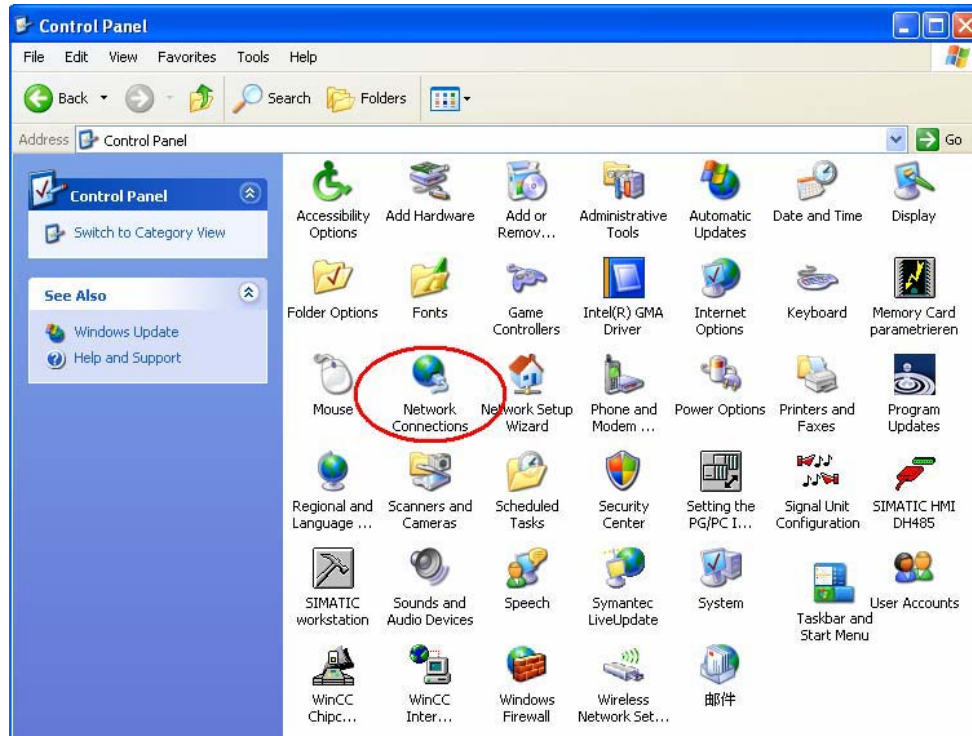 Control Panel
File Edit View Favorites Tools Help
Back Search Folders
Address Control Panel Go
Control Panel
Switch to Category View
See Also
Windows Update
Help and Support
Accessibility Options
Add Hardware
Add or Remov...
Administrative Tools
Automatic Updates
Date and Time
Display
Folder Options
Fonts
Game Controllers
Intel(R) GMA Driver
Internet Options
Keyboard
Memory Card parametrieren
Mouse
Network Connections
Network Setup Wizard
Phone and Modem ...
Power Options
Printers and Faxes
Program Updates
Regional and Language ...
Scanners and Cameras
Scheduled Tasks
Security Center
Setting the PG/PC I...
Signal Unit Configuration
SIMATIC HMI DH485
SIMATIC workstation
Sounds and Audio Devices
Speech
Symantec LiveUpdate
System
Taskbar and Start Menu
User Accounts
WinCC Chipc...
WinCC Inter...
Windows Firewall
Wireless Network Set...
邮件